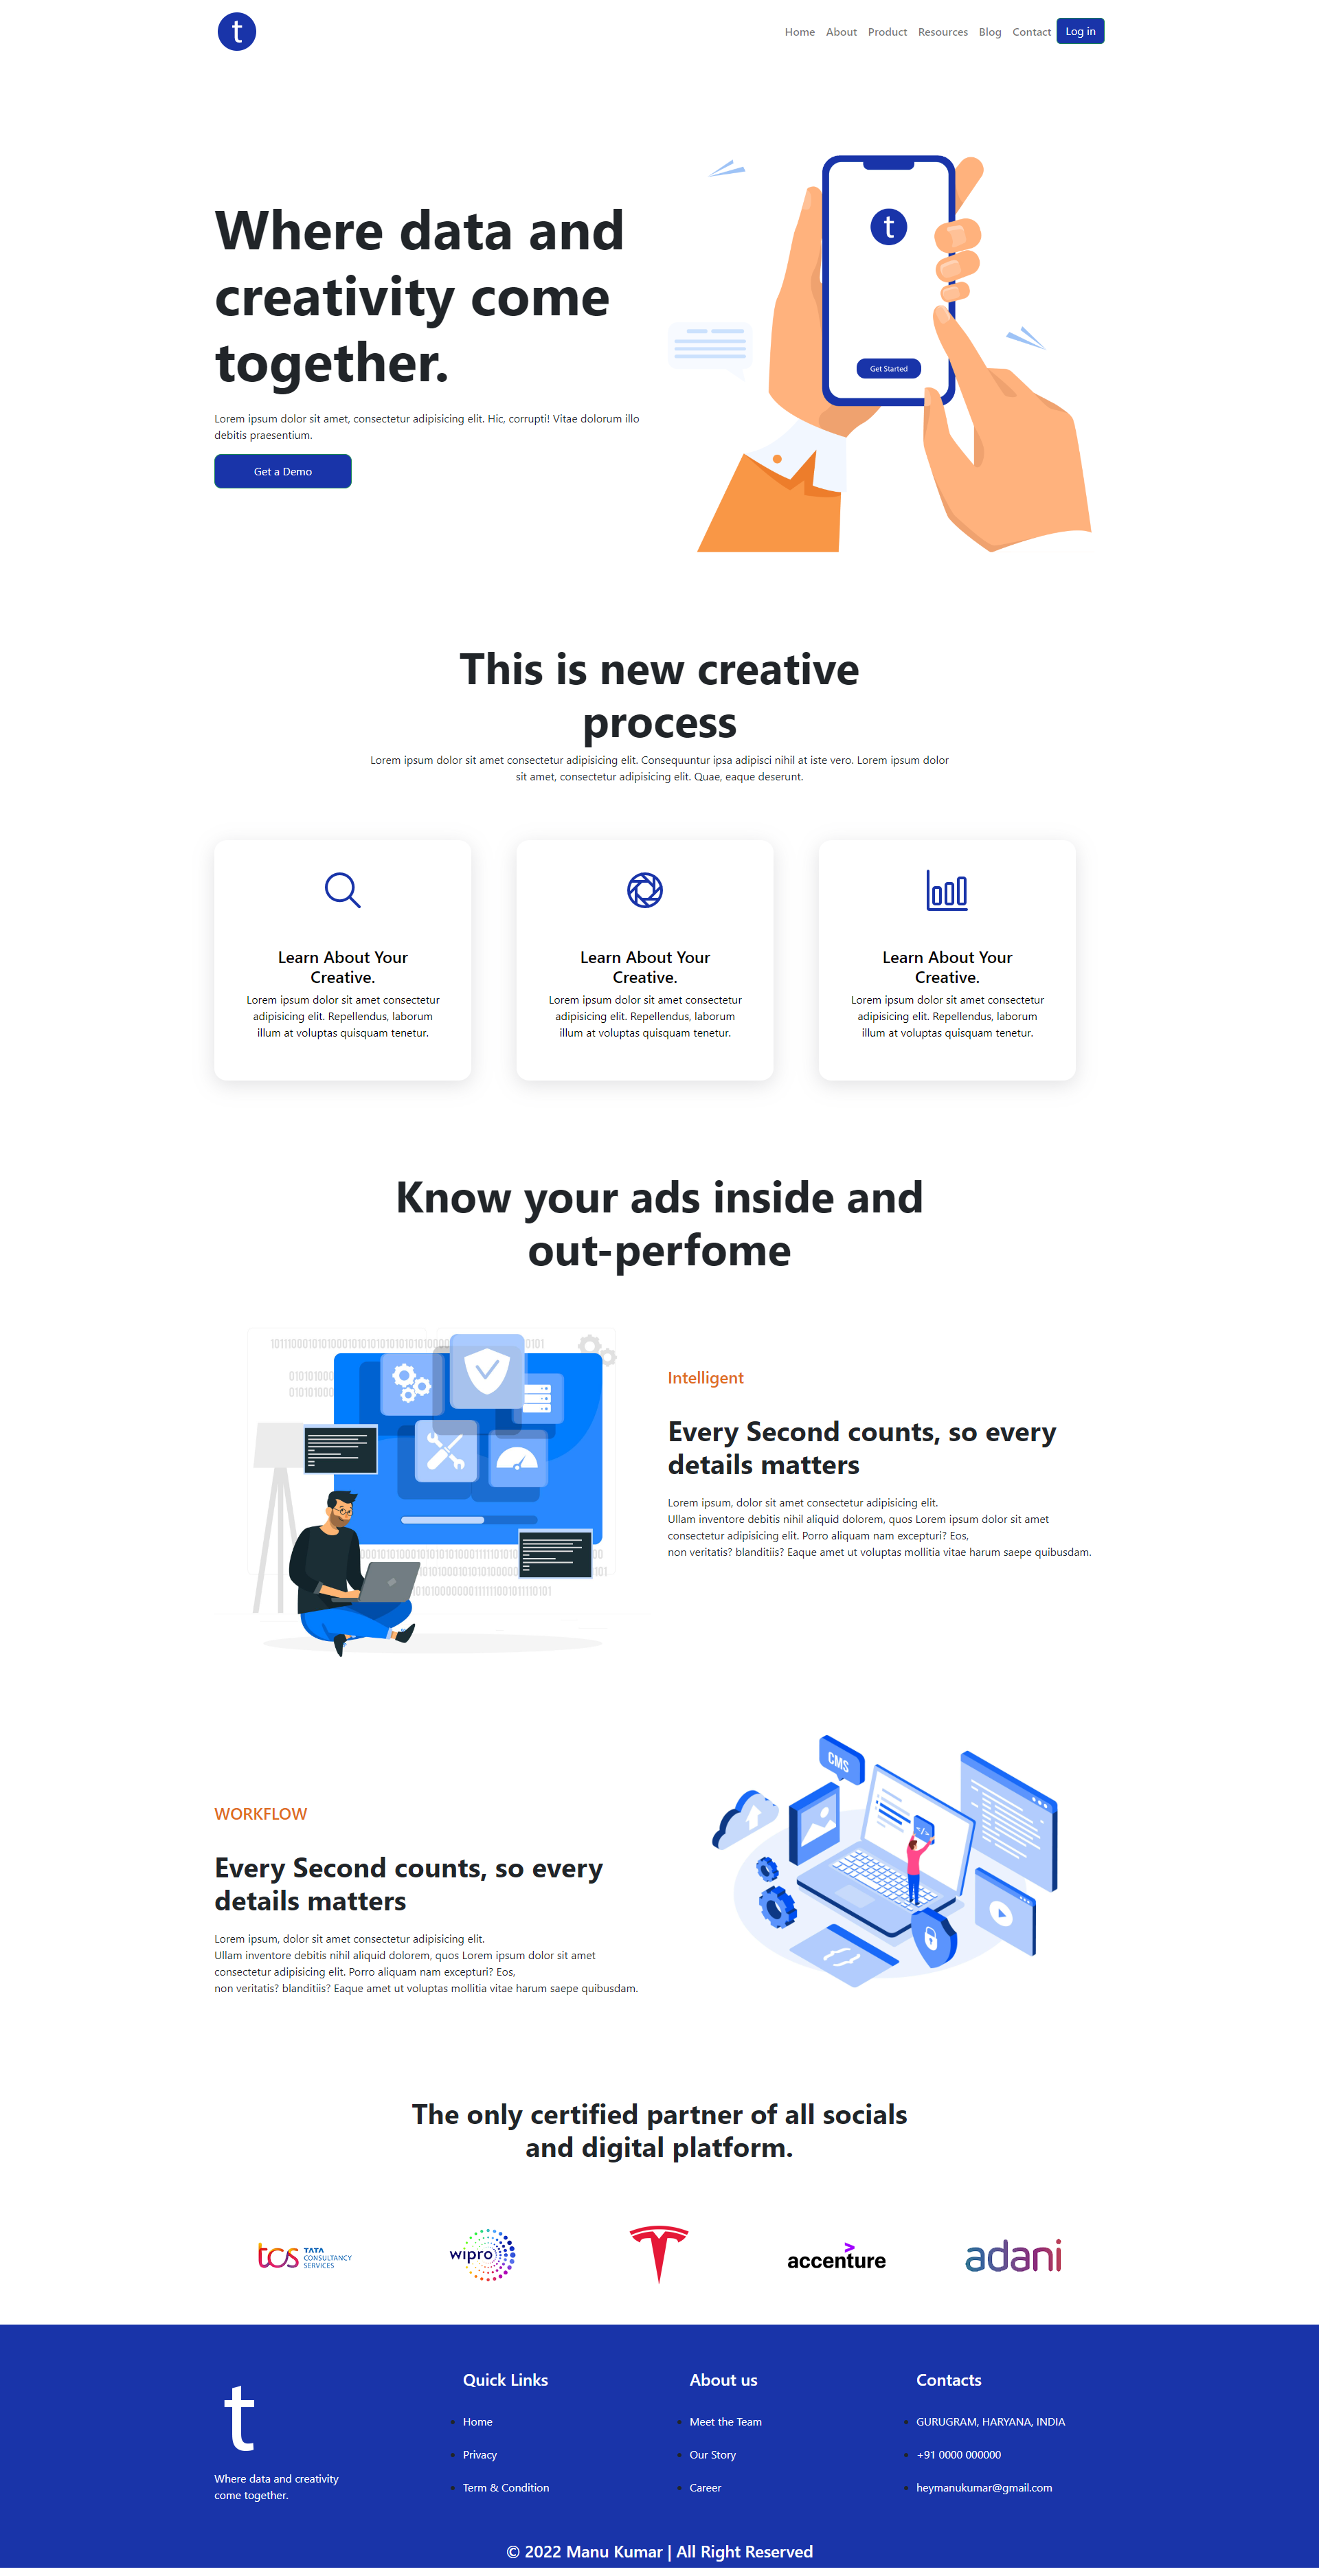 t
Home About Product Resources Blog Contact Log in
Where data and
creativity come
together.
Lorem ipsum dolor sit amet, consectetur adipisicing elit. Hic, corrupti! Vitae dolorum illo
debitis praesentium.
Get a Demo
t
Get Started
This is new creative
process
Lorem ipsum dolor sit amet consectetur adipisicing elit. Consequuntur ipsa adipisci nihil at iste vero. Lorem ipsum dolor
sit amet, consectetur adipisicing elit. Quae, eaque deserunt.
Learn About Your
Creative.
Lorem ipsum dolor sit amet consectetur
adipisicing elit. Repellendus, laborum
illum at voluptas quisquam tenetur.
Learn About Your
Creative.
Lorem ipsum dolor sit amet consectetur
adipisicing elit. Repellendus, laborum
illum at voluptas quisquam tenetur.
Learn About Your
Creative.
Lorem ipsum dolor sit amet consectetur
adipisicing elit. Repellendus, laborum
illum at voluptas quisquam tenetur.
Know your ads inside and
out-perfome
Intelligent
Every Second counts, so every
details matters
Lorem ipsum, dolor sit amet consectetur adipisicing elit.
Ullam inventore debitis nihil aliquid dolorem, quos Lorem ipsum dolor sit amet
consectetur adipisicing elit. Porro aliquam nam excepturi? Eos,
non veritatis? blanditiis? Eaque amet ut voluptas mollitia vitae harum saepe quibusdam.
WORKFLOW
Every Second counts, so every
details matters
Lorem ipsum, dolor sit amet consectetur adipisicing elit.
Ullam inventore debitis nihil aliquid dolorem, quos Lorem ipsum dolor sit amet
consectetur adipisicing elit. Porro aliquam nam excepturi? Eos,
non veritatis? blanditiis? Eaque amet ut voluptas mollitia vitae harum saepe quibusdam.
CMS
</>
{...}
The only certified partner of all socials
and digital platform.
tcs TATA
CONSULTANCY
SERVICES
wipro
accenture
adani
t
Where data and creativity
come together.
Quick Links
Home
Privacy
Term & Condition
About us
Meet the Team
Our Story
Career
Contacts
GURUGRAM, HARYANA, INDIA
+91 0000 000000
heymanukumar@gmail.com
© 2022 Manu Kumar | All Right Reserved